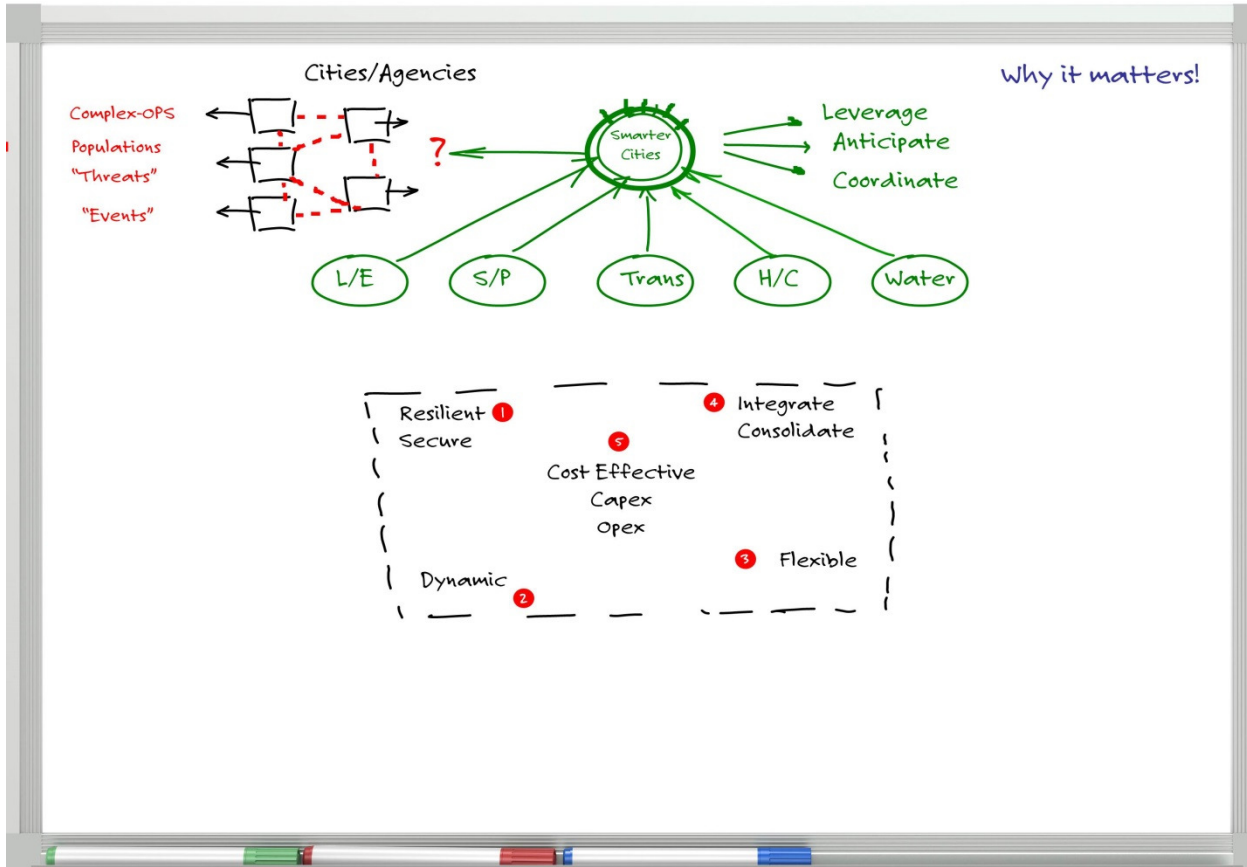 Cities/Agencies
Why it matters!
Complex-OPS
Populations
"Threats"
"Events"
?
Smarter
Cities
Leverage
Anticipate
Coordinate
L/E
S/P
Trans
H/C
Water
Resilient 1
Secure
4 Integrate
Consolidate
5
Cost Effective
Capex
Opex
3 Flexible
Dynamic
2